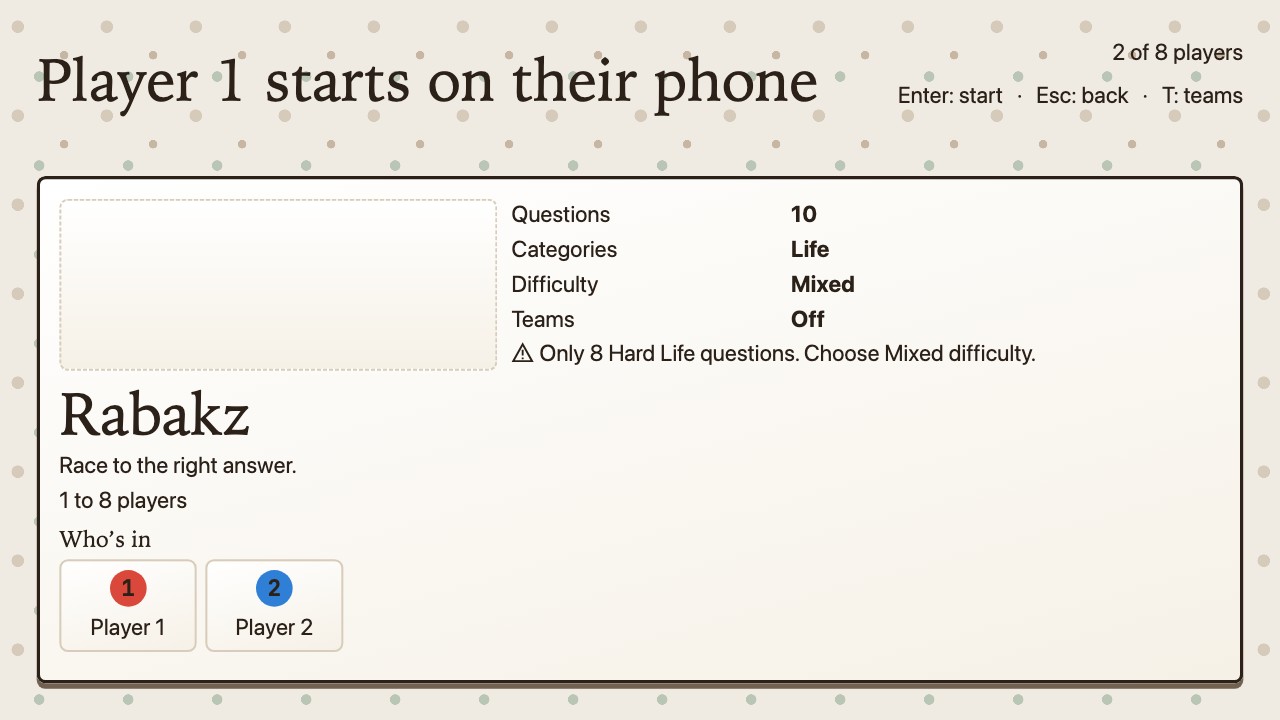 Player 1 starts on their phone
2 of 8 players
Enter: start · Esc: back · T: teams
Questions 10
Categories Life
Difficulty Mixed
Teams Off
⚠ Only 8 Hard Life questions. Choose Mixed difficulty.
Rabakz
Race to the right answer.
1 to 8 players
Who’s in
1 2
Player 1 Player 2